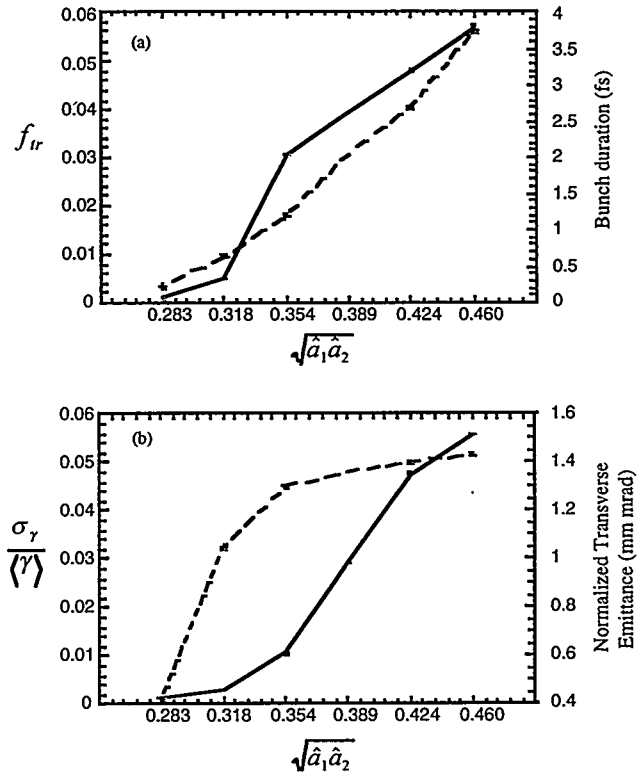 (a)
0.06
0.05
0.04
0.03
0.02
0.01
0
f_tr
4
3.5
3
2.5
2
1.5
1
0.5
0
Bunch duration (fs)
0.283 0.318 0.354 0.389 0.424 0.460
√â₁â₂
(b)
0.06
0.05
0.04
0.03
0.02
0.01
0
σ_γ
⟨γ⟩
1.6
1.4
1.2
1
0.8
0.6
0.4
Normalized Transverse
Emittance (mm mrad)
0.283 0.318 0.354 0.389 0.424 0.460
√â₁â₂